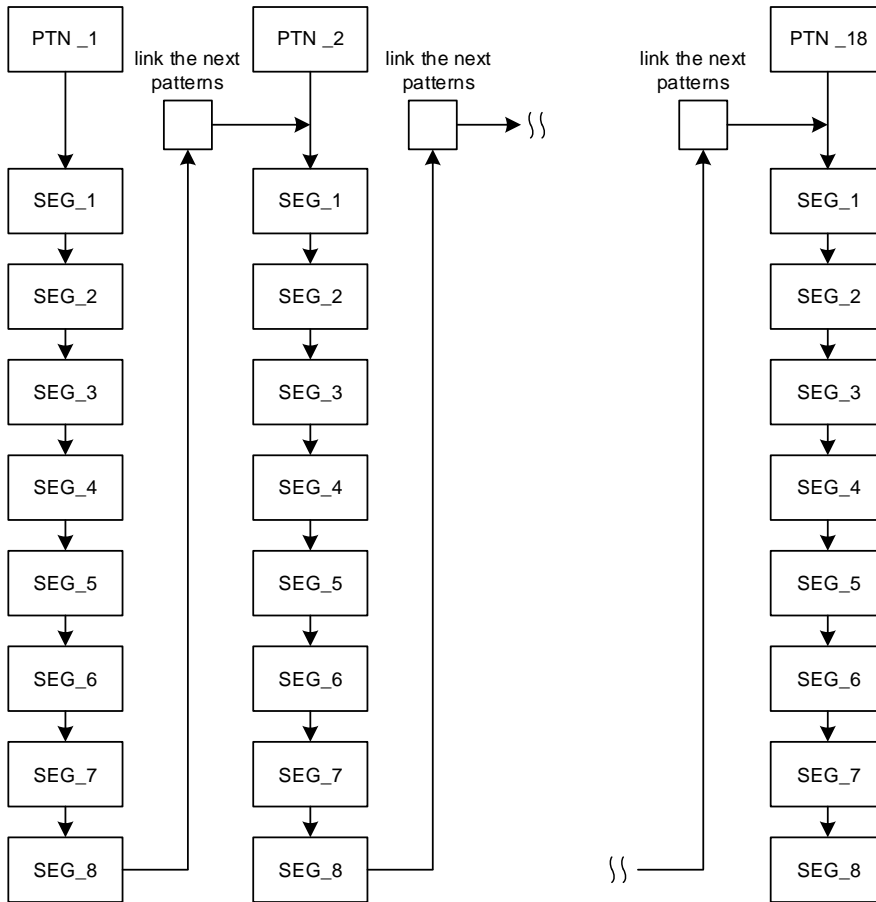 PTN _1
PTN _2
PTN _18
link the next
patterns
link the next
patterns
link the next
patterns
SEG_1
SEG_1
SEG_1
SEG_2
SEG_2
SEG_2
SEG_3
SEG_3
SEG_3
SEG_4
SEG_4
SEG_4
SEG_5
SEG_5
SEG_5
SEG_6
SEG_6
SEG_6
SEG_7
SEG_7
SEG_7
SEG_8
SEG_8
SEG_8